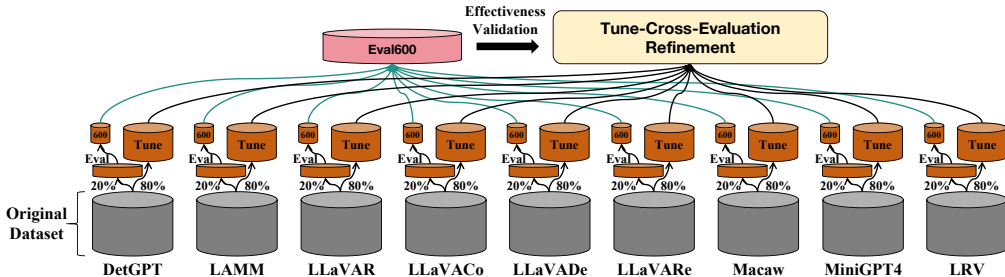 Effectiveness
Validation
Eval600
Tune-Cross-Evaluation
Refinement
600 Tune 600 Tune 600 Tune 600 Tune 600 Tune 600 Tune 600 Tune 600 Tune 600 Tune
Eval Eval Eval Eval Eval Eval Eval Eval Eval
20% 80% 20% 80% 20% 80% 20% 80% 20% 80% 20% 80% 20% 80% 20% 80% 20% 80%
Original
Dataset
DetGPT LAMM LLaVAR LLaVACo LLaVADe LLaVARe Macaw MiniGPT4 LRV